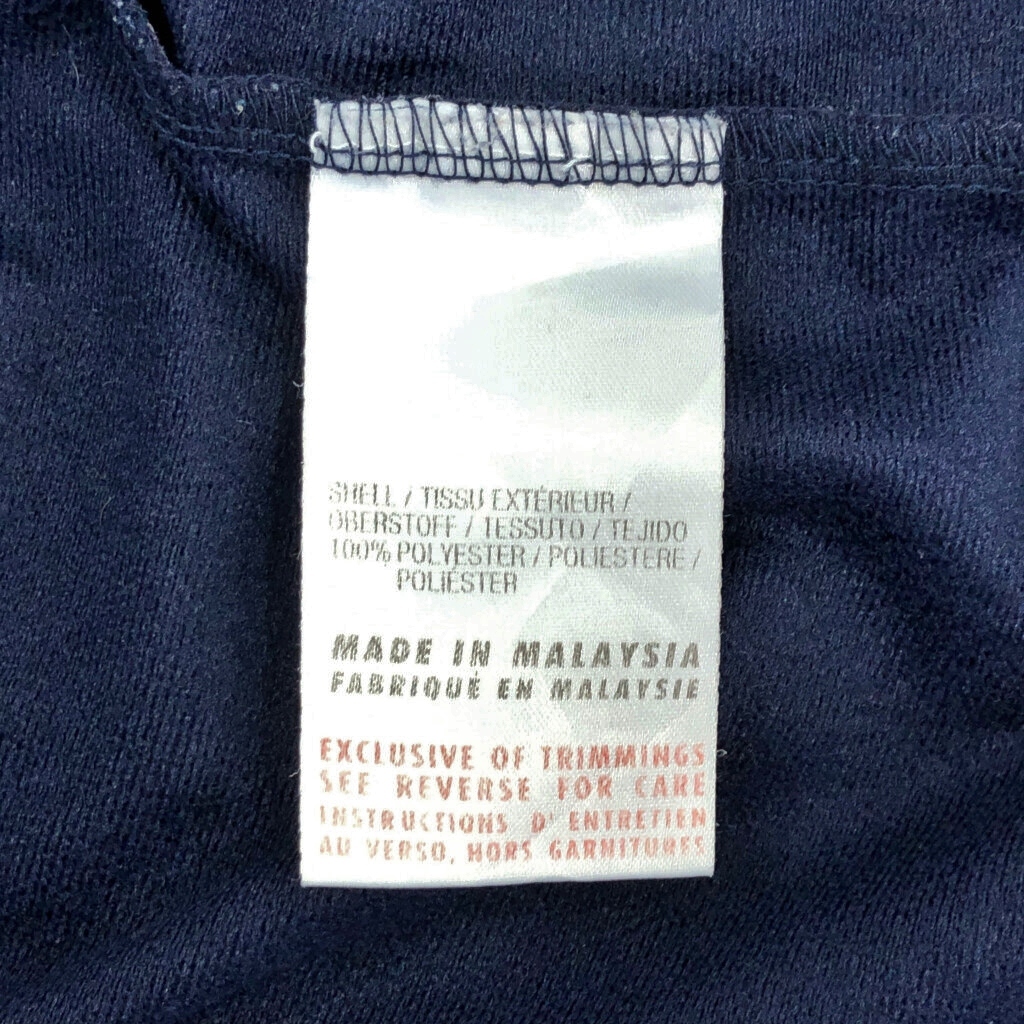 SHELL / TISSU EXTÉRIEUR /
OBERSTOFF / TESSUTO / TEJIDO
100% POLYESTER / POLIESTERE /
POLIÉSTER
MADE IN MALAYSIA
FABRIQUÉ EN MALAYSIE
EXCLUSIVE OF TRIMMINGS
SEE REVERSE FOR CARE
INSTRUCTIONS D' ENTRETIEN
AU VERSO, HORS GARNITURES